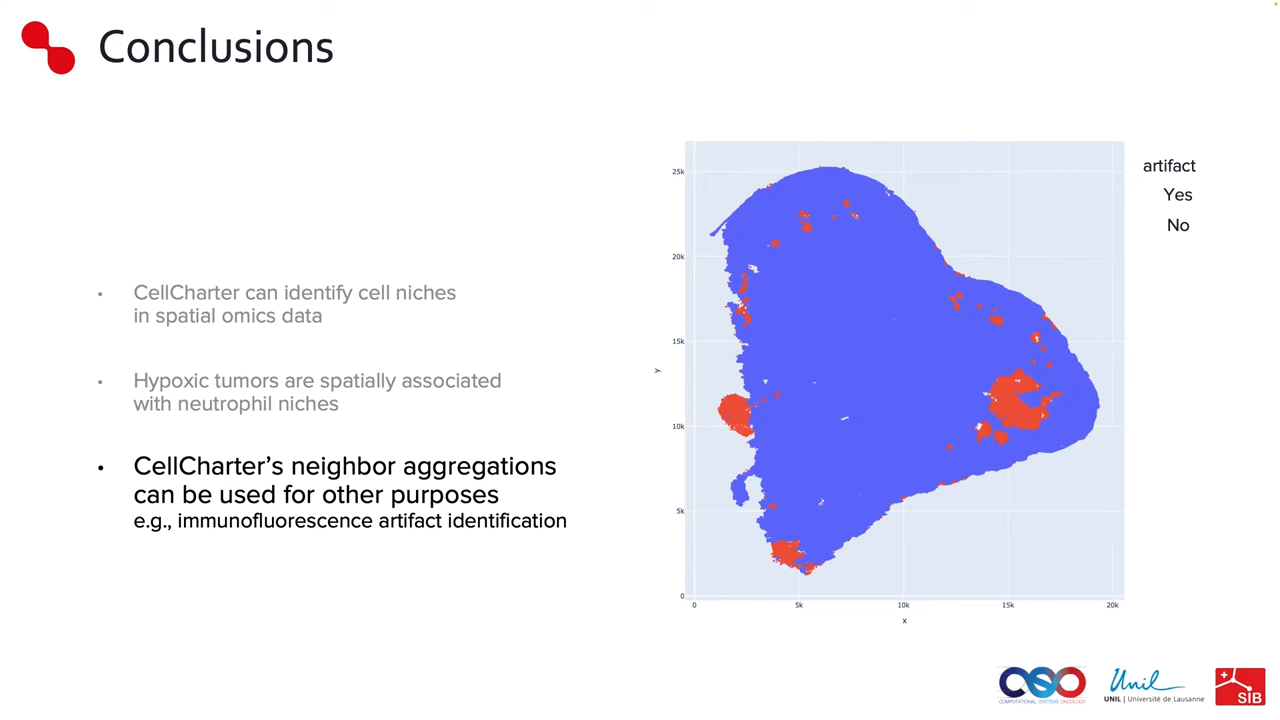 Conclusions
• CellCharter can identify cell niches
in spatial omics data
• Hypoxic tumors are spatially associated
with neutrophil niches
• CellCharter’s neighbor aggregations
can be used for other purposes
e.g., immunofluorescence artifact identification
25k
20k
15k
10k
5k
0
y
0 5k 10k 15k 20k
x
artifact
Yes
No
COMPUTATIONAL SYSTEMS ONCOLOGY
Unil
UNIL | Université de Lausanne
SIB